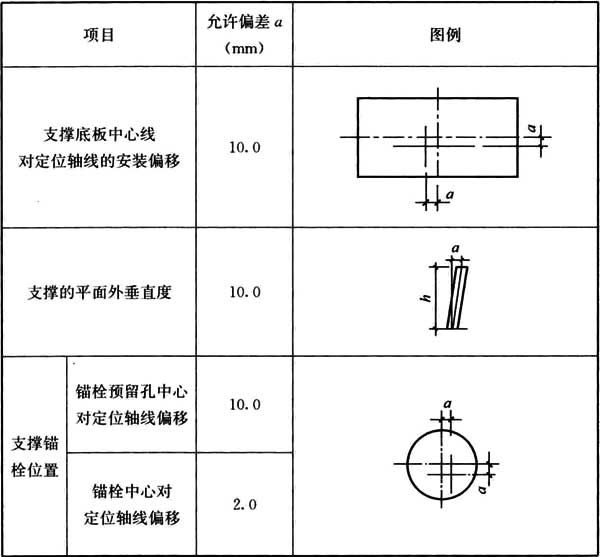 项目
允许偏差 a
（mm）
图例
支撑底板中心线
对定位轴线的安装偏移
10.0
a
a
支撑的平面外垂直度
10.0
a
h
支撑锚
栓位置
锚栓预留孔中心
对定位轴线偏移
10.0
锚栓中心对
定位轴线偏移
2.0
a
a